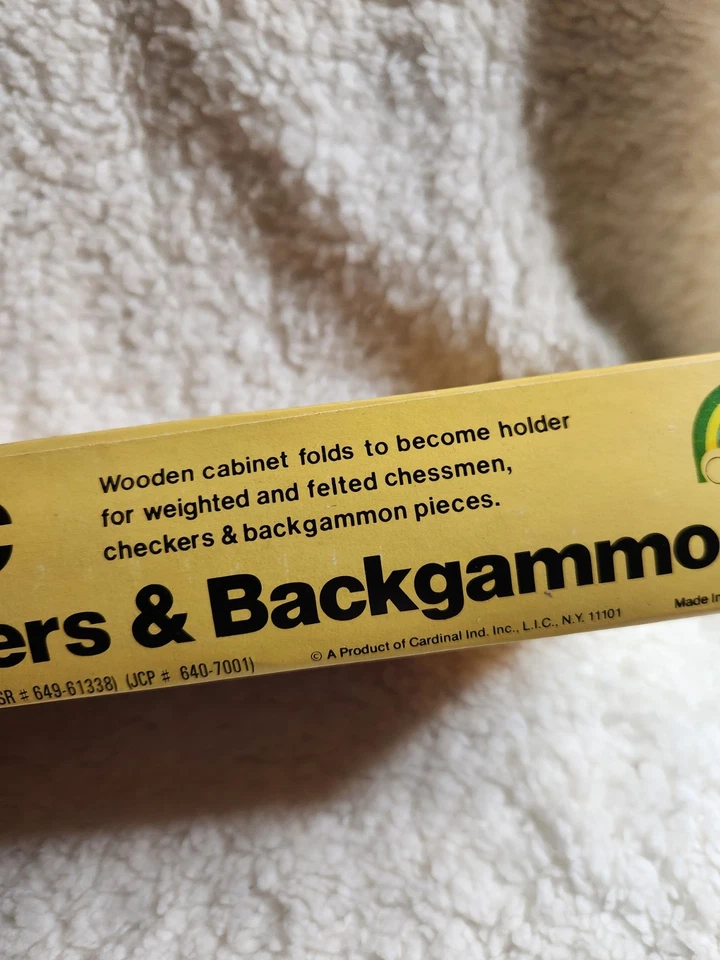 Wooden cabinet folds to become holder
for weighted and felted chessmen,
checkers & backgammon pieces.
ers & Backgammo
© A Product of Cardinal Ind. Inc., L.I.C., N.Y. 11101
Made In
SR # 649-61338) (JCP # 640-7001)